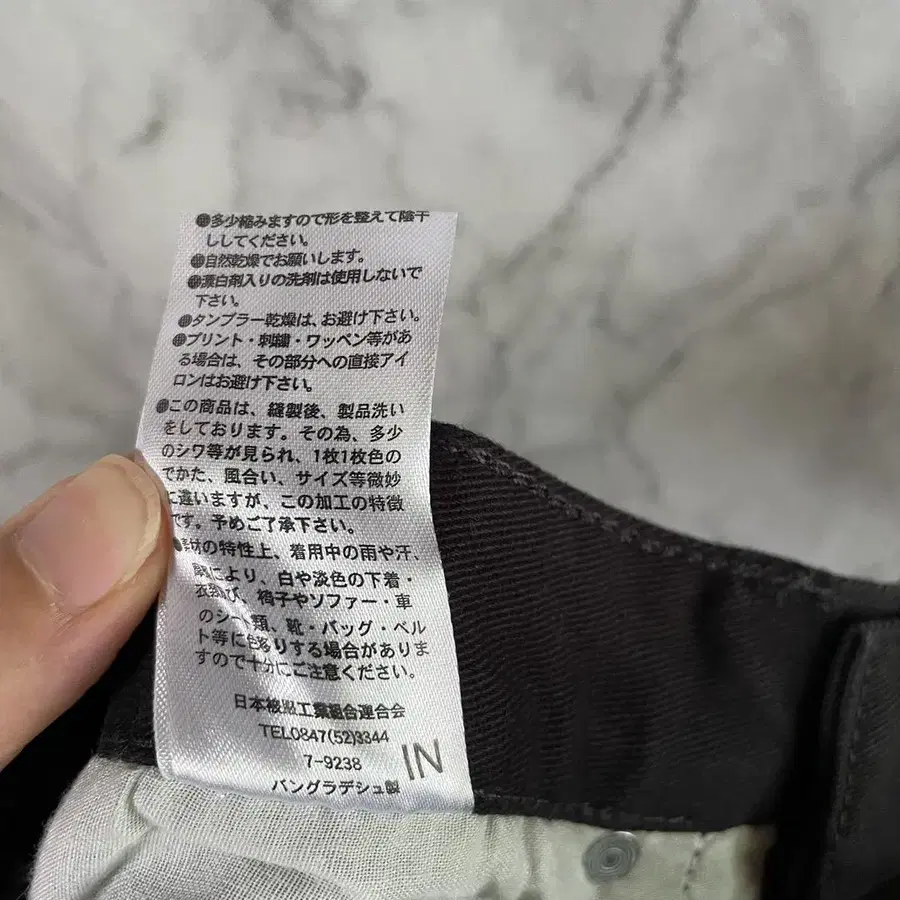 ●多少縮みますので形を整えて陰干
ししてください。
●自然乾燥でお願いします。
●漂白剤入りの洗剤は使用しないで
下さい。
●タンブラー乾燥は、お避け下さい。
●プリント・刺繍・ワッペン等があ
る場合は、その部分への直接アイ
ロンはお避け下さい。
●この商品は、縫製後、製品洗い
をしております。その為、多少
のシワ等が見られ、1枚1枚色の
でかた、風合い、サイズ等微妙
に違いますが、この加工の特徴
です。予めご了承下さい。
の特性上、着用中の雨や汗、
により、白や淡色の下着・
椅子やソファー・車
靴・バッグ・ベル
ト等に色移りする場合がありま
すので十分にご注意ください。
日本被服工業組合連合会
TEL0847(52)3344
7-9238
バングラデシュ製
IN